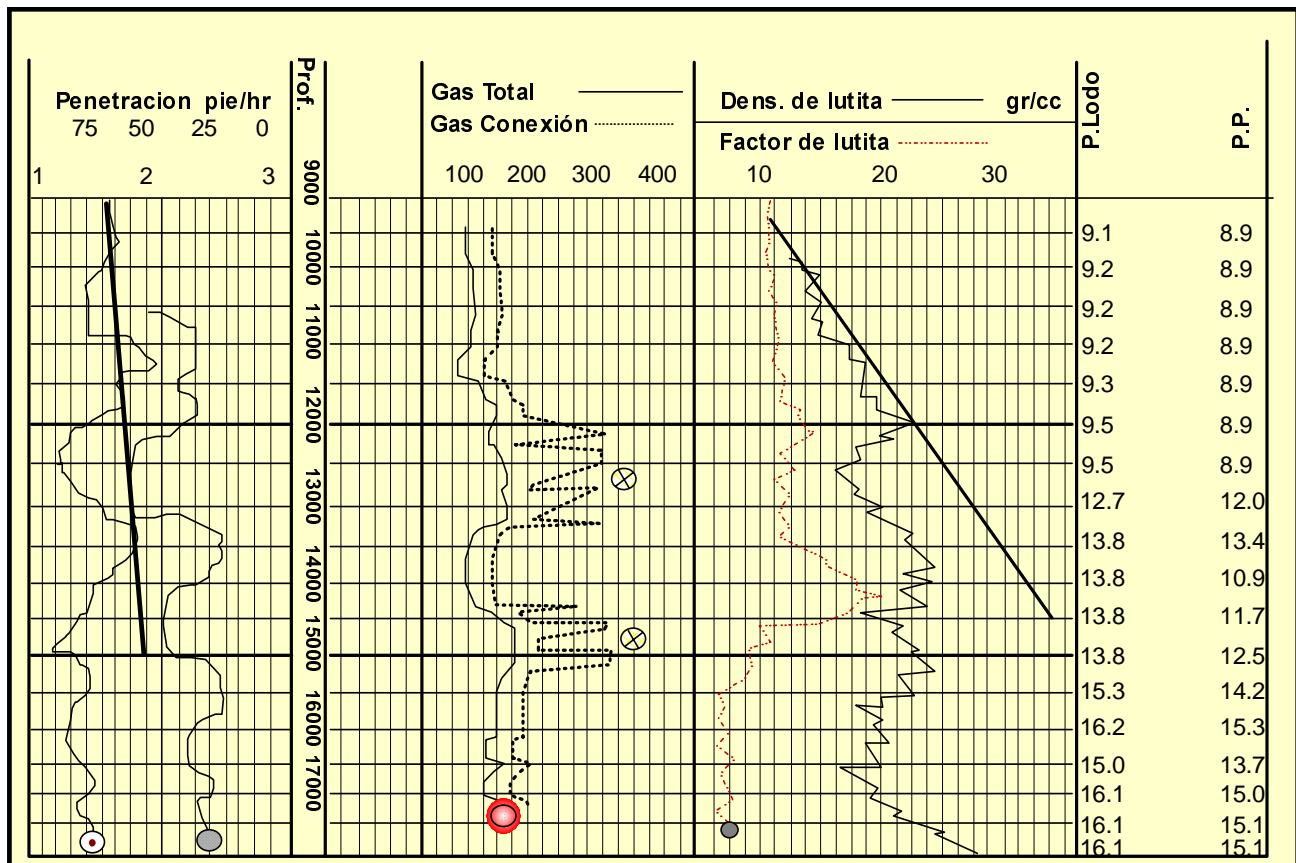 Penetracion pie/hr
75 50 25 0
1 2 3
Prof.
9000
10000
11000
12000
13000
14000
15000
16000
17000
Gas Total
Gas Conexión
100 200 300 400
Dens. de lutita gr/cc
Factor de lutita
10 20 30
P.Lodo P.P.
9.1 8.9
9.2 8.9
9.2 8.9
9.2 8.9
9.3 8.9
9.5 8.9
9.5 8.9
12.7 12.0
13.8 13.4
13.8 10.9
13.8 11.7
13.8 12.5
15.3 14.2
16.2 15.3
15.0 13.7
16.1 15.0
16.1 15.1
16.1 15.1